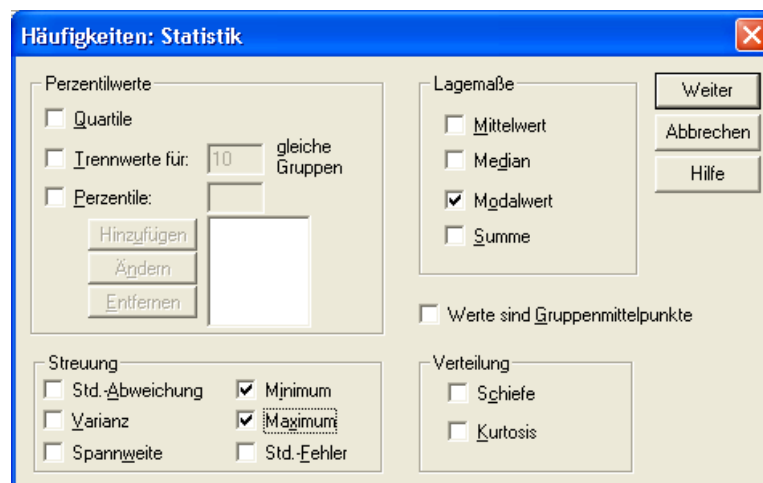 Häufigkeiten: Statistik
Perzentilwerte
Quartile
Trennwerte für: 10 gleiche Gruppen
Perzentile:
Hinzufügen
Ändern
Entfernen
Lagemaße
Mittelwert
Median
Modalwert
Summe
Weiter
Abbrechen
Hilfe
Werte sind Gruppenmittelpunkte
Streuung
Std.-Abweichung Minimum
Varianz Maximum
Spannweite Std.-Fehler
Verteilung
Schiefe
Kurtosis